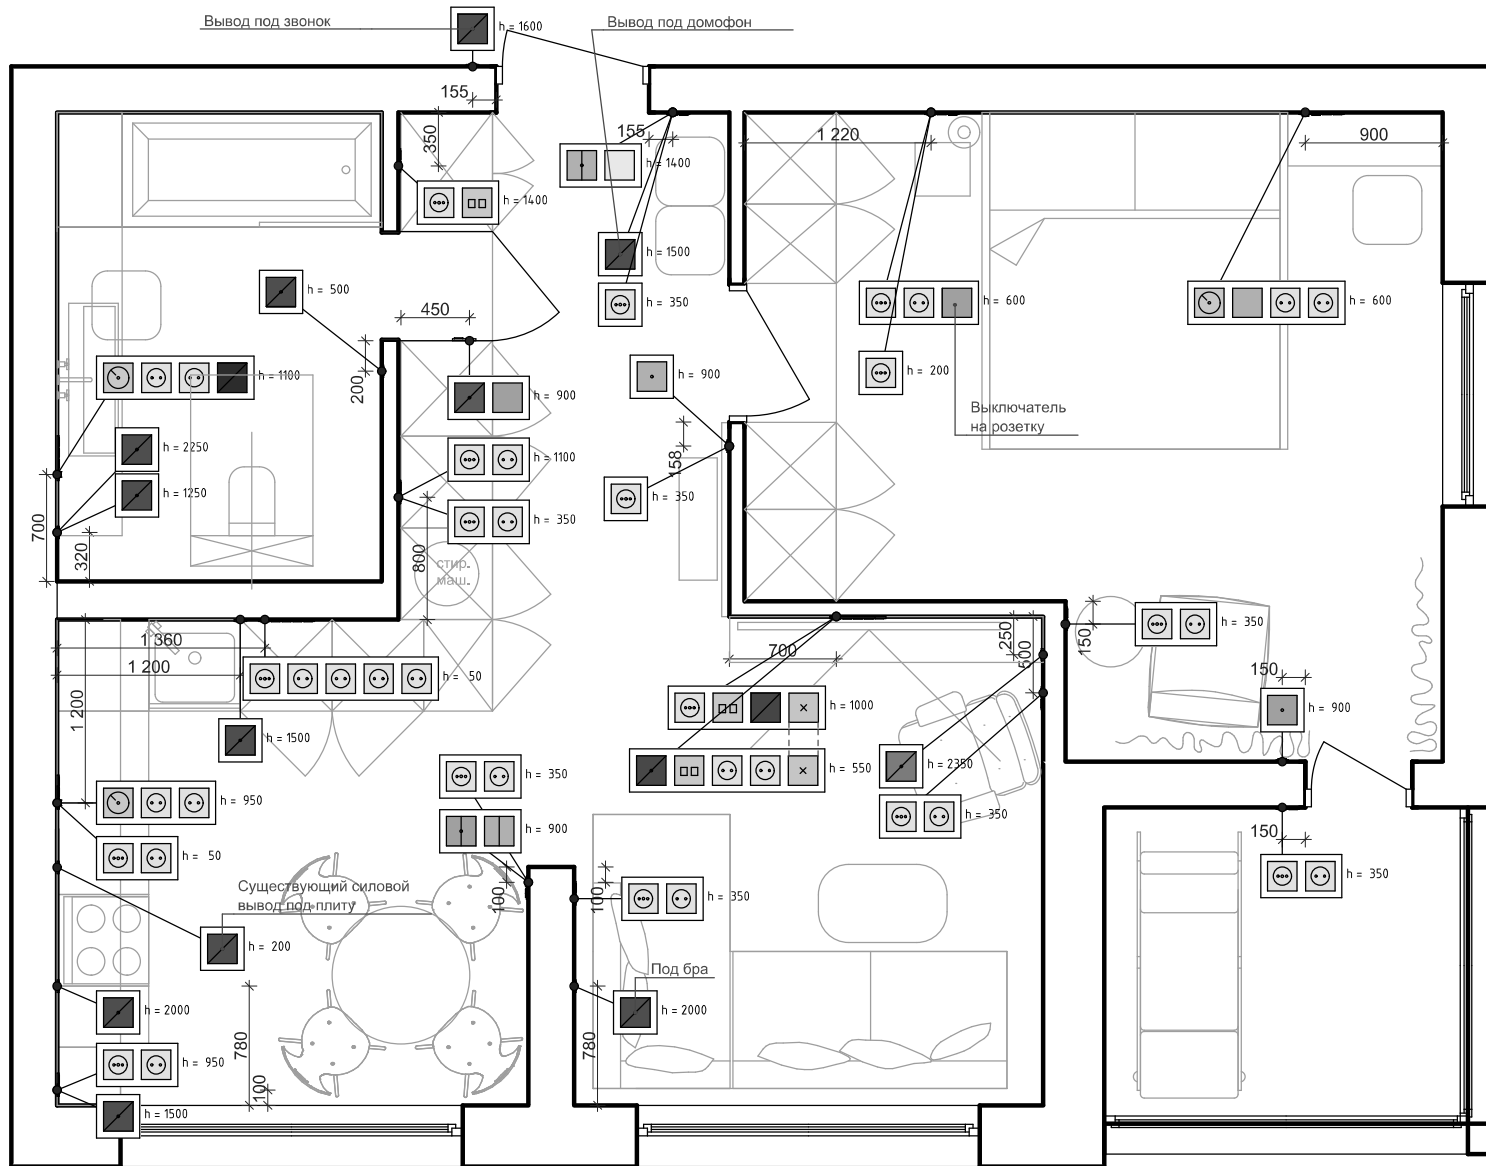 Вывод под звонок
h = 1600
Вывод под домофон
155
350
155
h = 1400
1 220
900
h = 1400
h = 1500
h = 350
h = 500
450
h = 600
h = 600
h = 1100
200
h = 900
h = 900
h = 200
Выключатель
на розетку
h = 2250
h = 1100
158
h = 1250
h = 350
h = 350
700
320
800
стир.
маш.
1 360
1 200
h = 50
700
250
500
150
h = 350
150
h = 900
1 200
h = 1500
h = 1000
h = 550
h = 2350
h = 350
h = 350
h = 950
h = 900
h = 50
150
h = 350
Существующий силовой
вывод под плиту
100
100
h = 350
h = 200
Под бра
h = 2000
h = 2000
780
780
h = 950
100
h = 1500